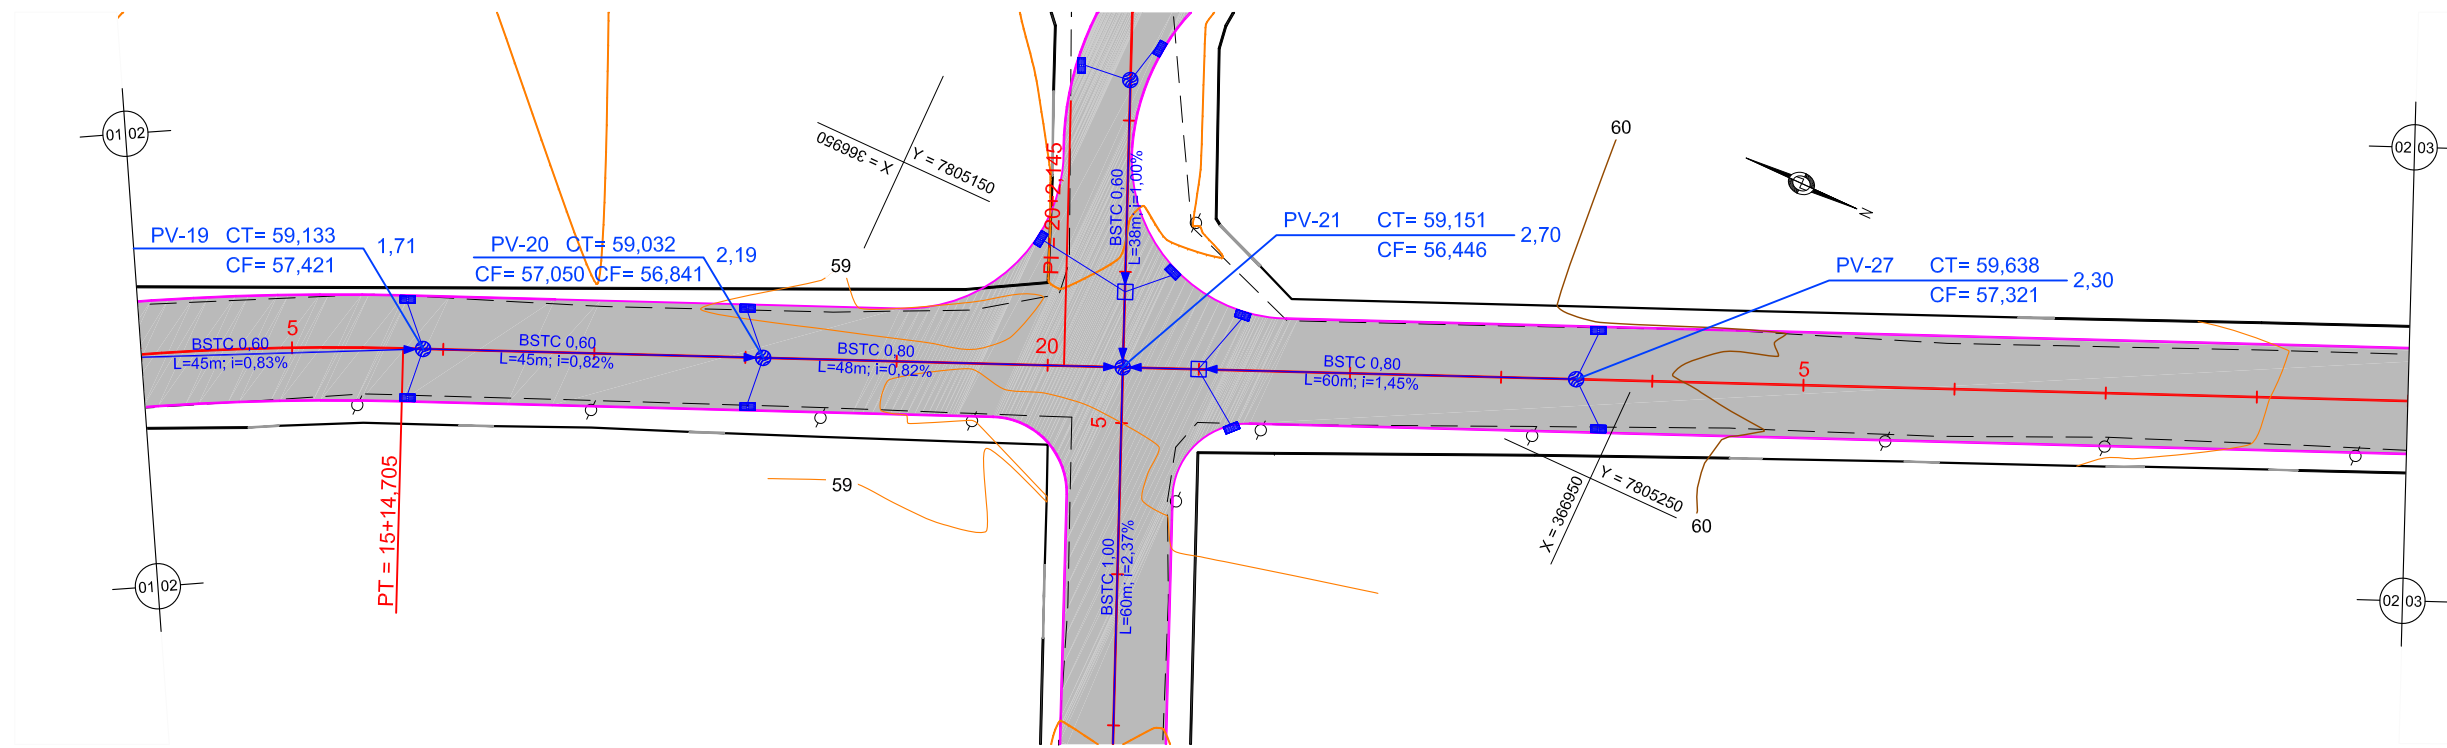 01 02
02 03
60
X = 366950
Y = 7805150
PI = 20+2,145
BSTC 0,60
L=38m; i=1,00%
N
PV-19 CT= 59,133
CF= 57,421
1,71
PV-20 CT= 59,032
CF= 57,050 CF= 56,841
2,19
59
PV-21 CT= 59,151
CF= 56,446
2,70
PV-27 CT= 59,638
CF= 57,321
2,30
5
BSTC 0,60
L=45m; i=0,83%
BSTC 0,60
L=45m; i=0,82%
BSTC 0,80
L=48m; i=0,82%
20
BSTC 0,80
L=60m; i=1,45%
5
5
59
PT = 15+14,705
X = 366950
Y = 7805250
60
BSTC 1,00
L=60m; i=2,37%
01 02
02 03